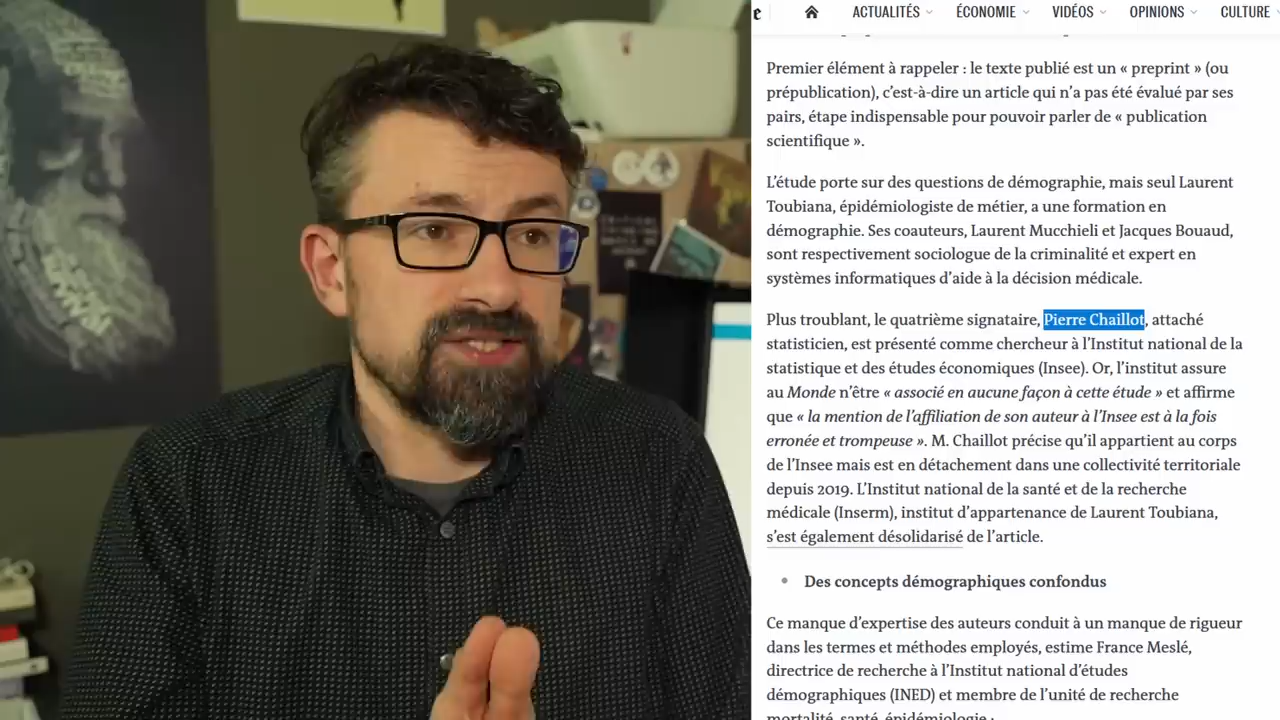 e ACTUALITÉS ÉCONOMIE VIDÉOS OPINIONS CULTURE
Premier élément à rappeler : le texte publié est un « preprint » (ou
prépublication), c’est-à-dire un article qui n’a pas été évalué par ses
pairs, étape indispensable pour pouvoir parler de « publication
scientifique ».
L’étude porte sur des questions de démographie, mais seul Laurent
Toubiana, épidémiologiste de métier, a une formation en
démographie. Ses coauteurs, Laurent Mucchieli et Jacques Bouaud,
sont respectivement sociologue de la criminalité et expert en
systèmes informatiques d’aide à la décision médicale.
Plus troublant, le quatrième signataire, Pierre Chaillot, attaché
statisticien, est présenté comme chercheur à l’Institut national de la
statistique et des études économiques (Insee). Or, l’institut assure
au Monde n’être « associé en aucune façon à cette étude » et affirme
que « la mention de l’affiliation de son auteur à l’Insee est à la fois
erronée et trompeuse ». M. Chaillot précise qu’il appartient au corps
de l’Insee mais est en détachement dans une collectivité territoriale
depuis 2019. L’Institut national de la santé et de la recherche
médicale (Inserm), institut d’appartenance de Laurent Toubiana,
s’est également désolidarisé de l’article.
• Des concepts démographiques confondus
Ce manque d’expertise des auteurs conduit à un manque de rigueur
dans les termes et méthodes employés, estime France Meslé,
directrice de recherche à l’Institut national d’études
démographiques (INED) et membre de l’unité de recherche
mortalité, santé, épidémiologie :